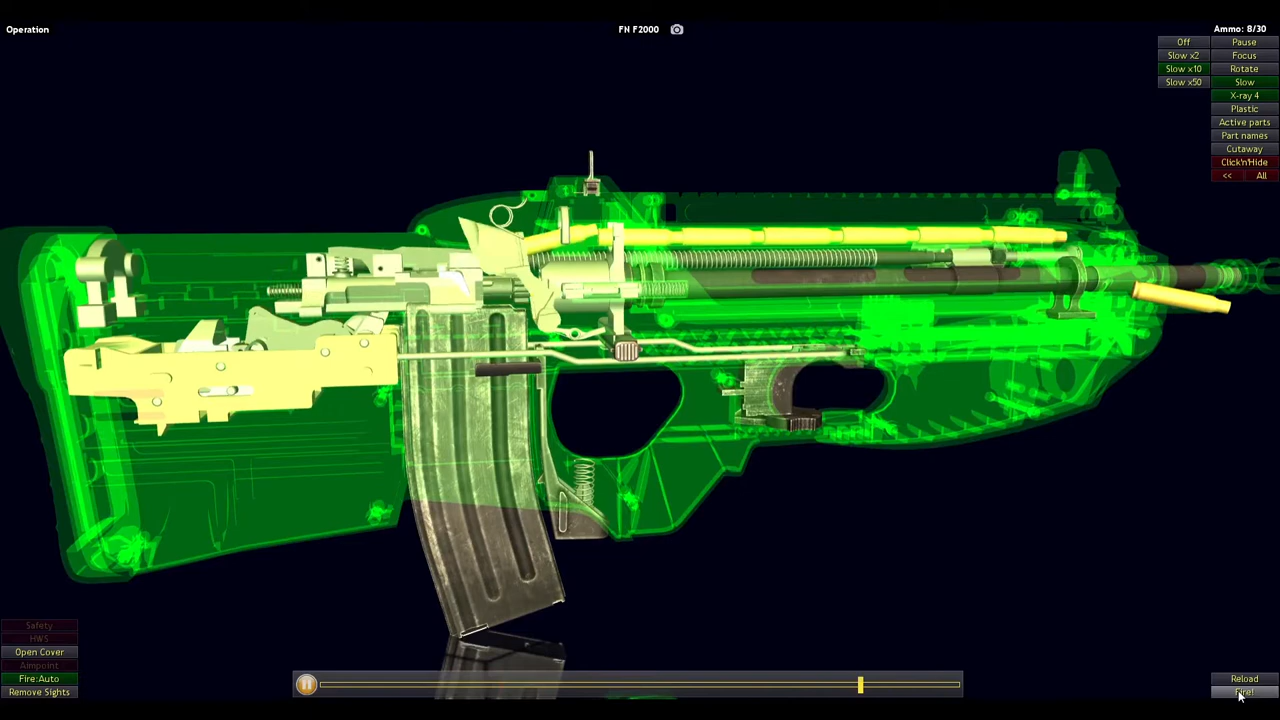 Operation
FN F2000
Ammo: 8/30
Off
Pause
Slow x2
Focus
Slow x10
Rotate
Slow x50
Slow
X-ray 4
Plastic
Active parts
Part names
Cutaway
Click'n'Hide
<<
All
Safety
HWS
Open Cover
Aimpoint
Fire:Auto
Remove Sights
Reload
Fire!